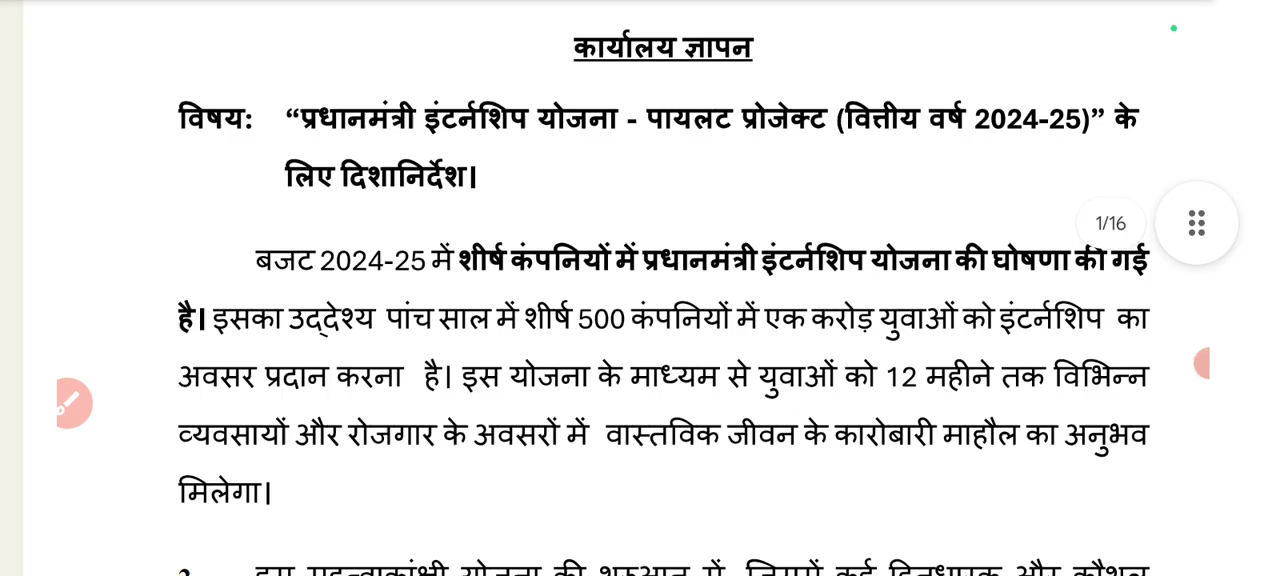 कार्यालय ज्ञापन
विषय: “प्रधानमंत्री इंटर्नशिप योजना - पायलट प्रोजेक्ट (वित्तीय वर्ष 2024-25)” के
लिए दिशानिर्देश।
1/16
बजट 2024-25 में शीर्ष कंपनियों में प्रधानमंत्री इंटर्नशिप योजना की घोषणा की गई
है। इसका उद्देश्य पांच साल में शीर्ष 500 कंपनियों में एक करोड़ युवाओं को इंटर्नशिप का
अवसर प्रदान करना है। इस योजना के माध्यम से युवाओं को 12 महीने तक विभिन्न
व्यवसायों और रोजगार के अवसरों में वास्तविक जीवन के कारोबारी माहौल का अनुभव
मिलेगा।